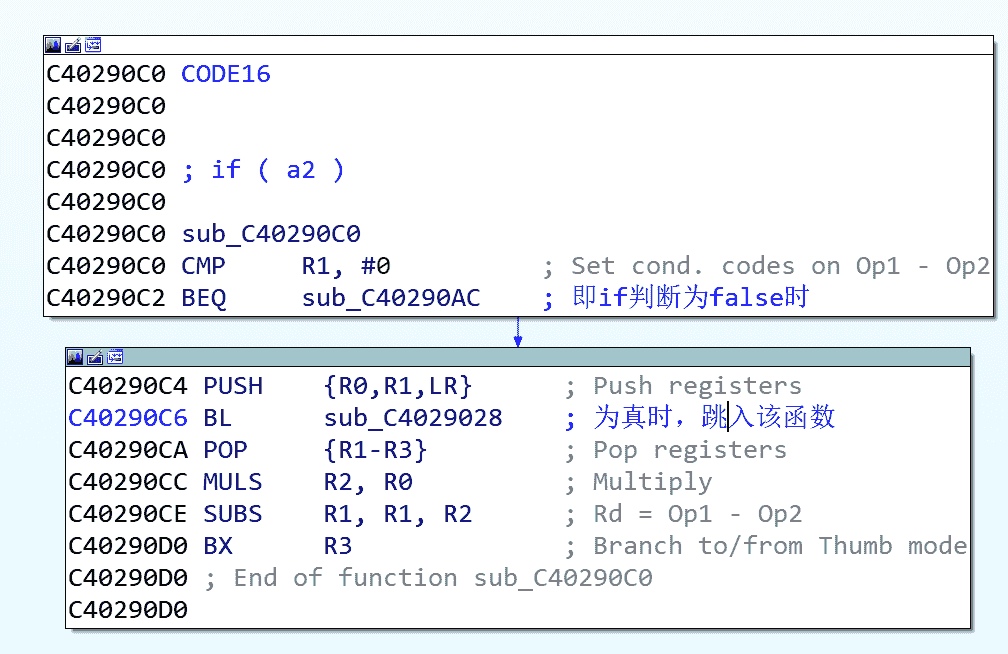 C40290C0 CODE16
C40290C0
C40290C0
C40290C0 ; if ( a2 )
C40290C0
C40290C0 sub_C40290C0
C40290C0 CMP R1, #0 ; Set cond. codes on Op1 - Op2
C40290C2 BEQ sub_C40290AC ; 即if判断为false时
C40290C4 PUSH {R0,R1,LR} ; Push registers
C40290C6 BL sub_C4029028 ; 为真时，跳入该函数
C40290CA POP {R1-R3} ; Pop registers
C40290CC MULS R2, R0 ; Multiply
C40290CE SUBS R1, R1, R2 ; Rd = Op1 - Op2
C40290D0 BX R3 ; Branch to/from Thumb mode
C40290D0 ; End of function sub_C40290C0
C40290D0